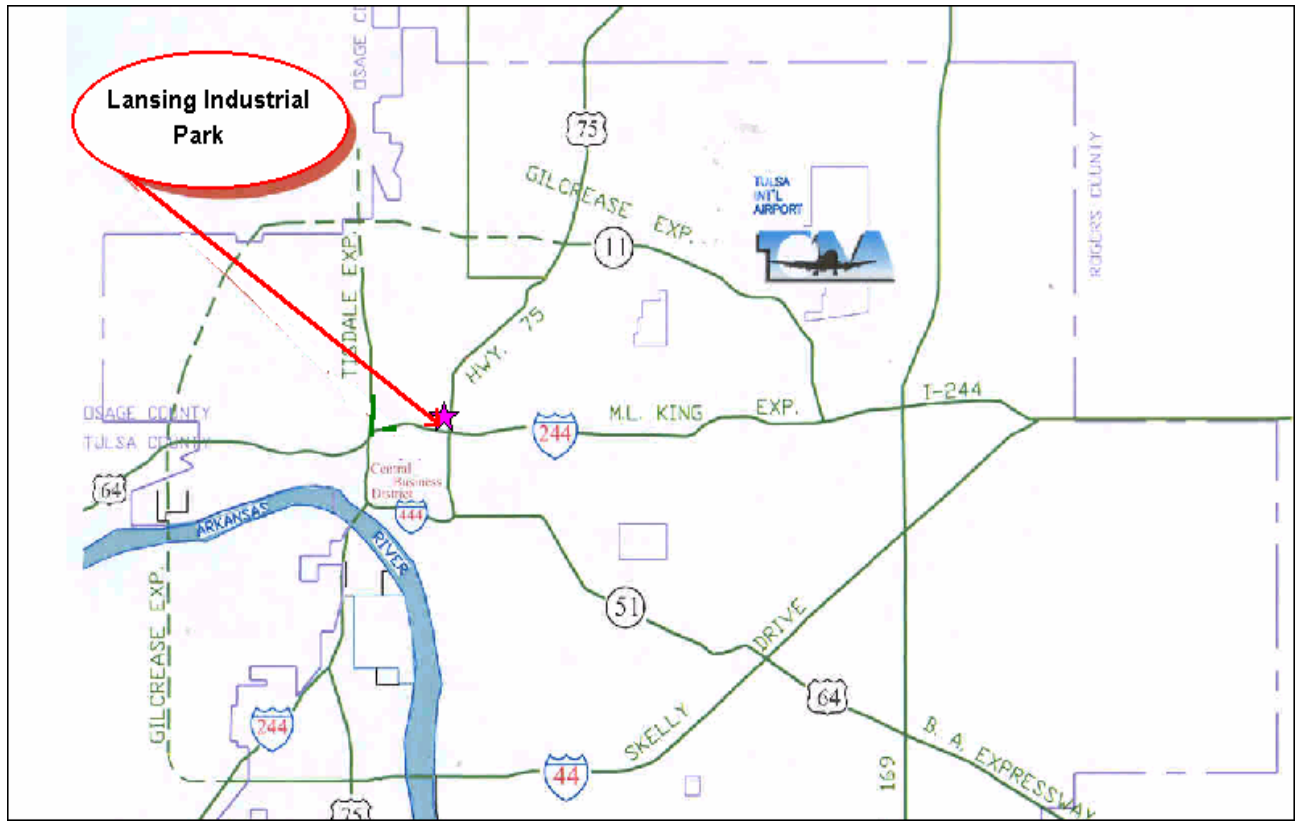 OSAGE CO
Lansing Industrial
Park
75
GILCREASE EXP.
11
TULSA
INT'L
AIRPORT
ROGERS COUNTY
TISDALE EXP.
HWY. 75
OSAGE COUNTY
TULSA COUNTY
M.L. KING EXP.
I-244
244
64
Central
Business
District
444
ARKANSAS
RIVER
51
GILCREASE EXP.
SKELLY DRIVE
64
B. A. EXPRESSWAY
244
44
169
75